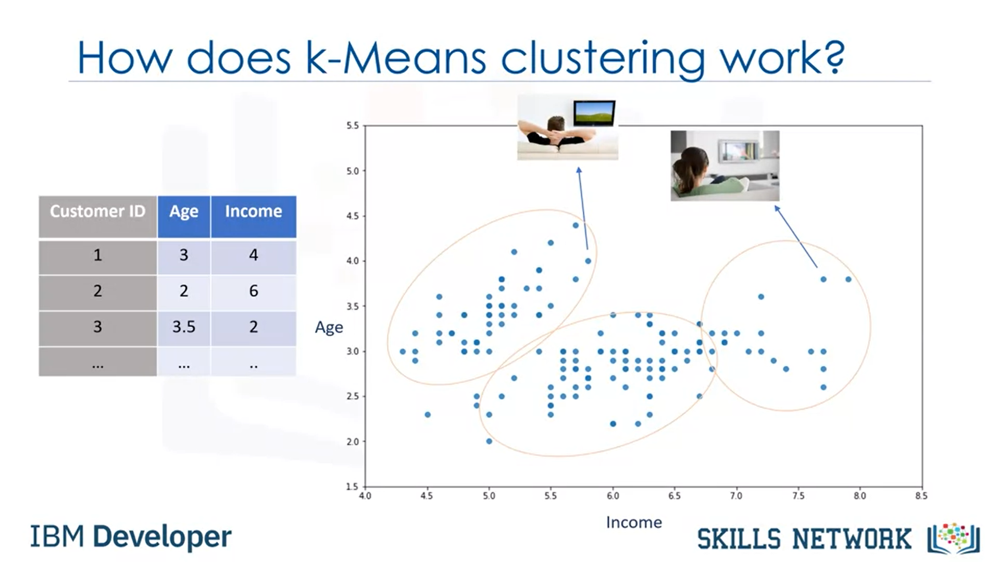 How does k-Means clustering work?
Customer ID Age Income
1 3 4
2 2 6
3 3.5 2
... ... ..
5.5
5.0
4.5
4.0
3.5
3.0
2.5
2.0
1.5
Age
4.0 4.5 5.0 5.5 6.0 6.5 7.0 7.5 8.0 8.5
Income
IBM Developer
SKILLS NETWORK